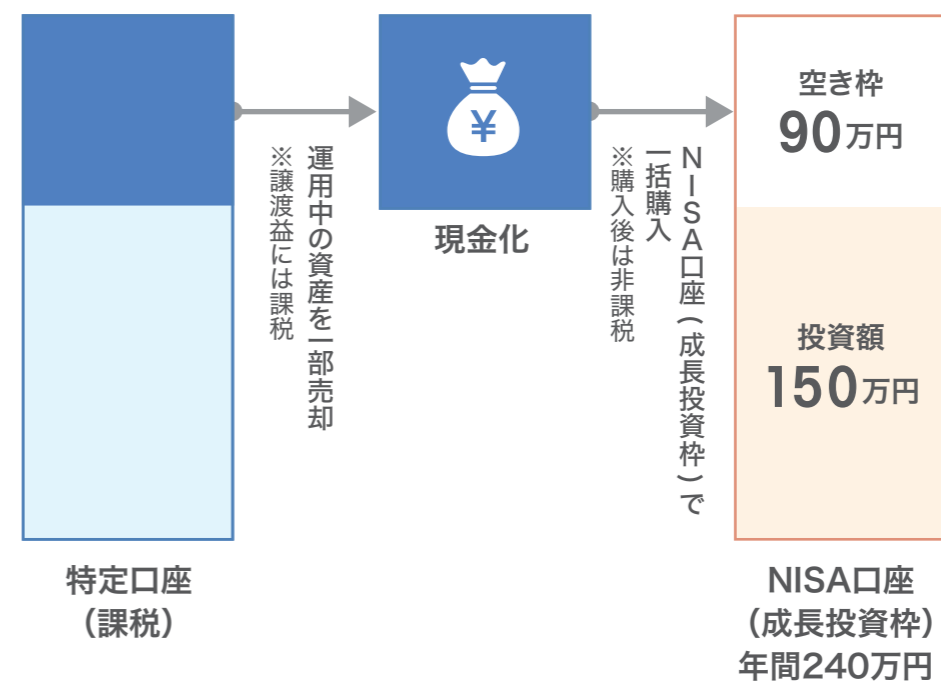 運用中の資産を一部売却
※譲渡益には課税
¥
現金化
NISA口座(成長投資枠)で
一括購入
※購入後は非課税
空き枠
90万円
投資額
150万円
特定口座
(課税)
NISA口座
(成長投資枠)
年間240万円